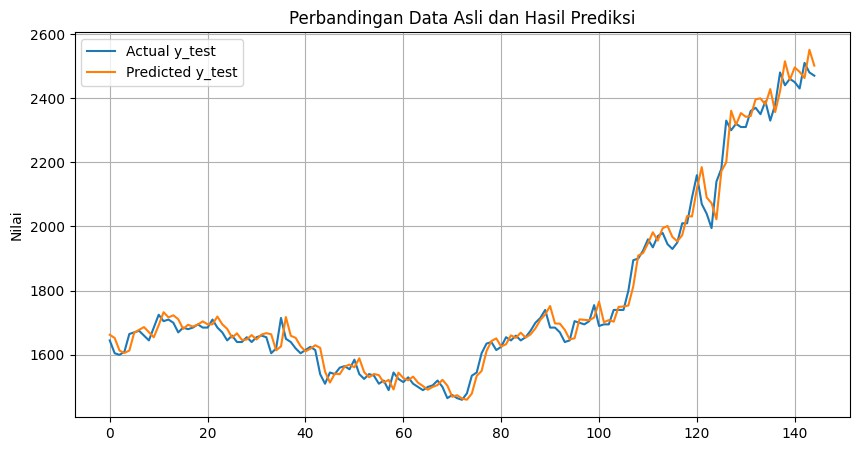 Perbandingan Data Asli dan Hasil Prediksi
Actual y_test
Predicted y_test
Nilai
2600
2400
2200
2000
1800
1600
0 20 40 60 80 100 120 140